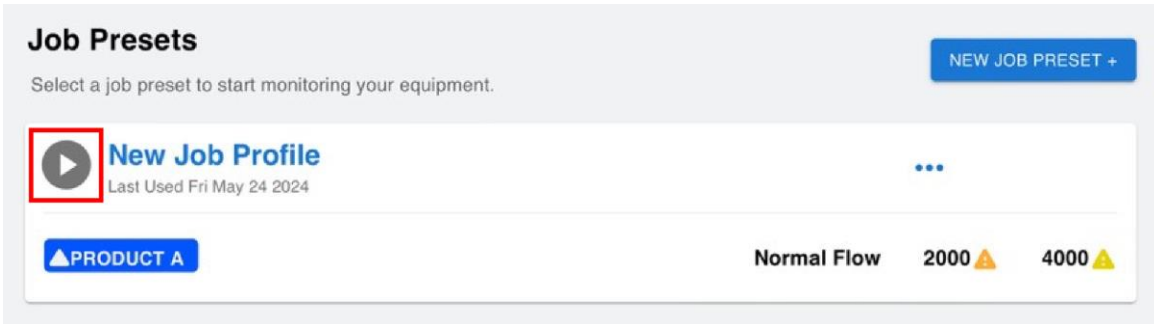 Job Presets
NEW JOB PRESET +
Select a job preset to start monitoring your equipment.
New Job Profile
Last Used Fri May 24 2024
PRODUCT A
Normal Flow 2000 4000